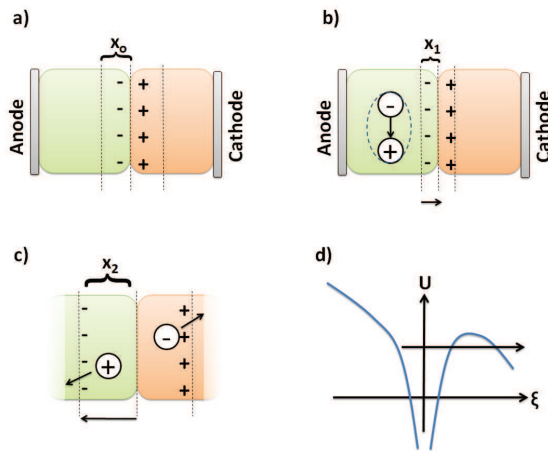 a)
x₀
Anode
-
+
-
+
-
+
-
+
Cathode
b)
x₁
Anode
-
+
-
+
-
+
-
+
-
+
Cathode
c)
x₂
-
+
-
-
+
-
+
+
-
+
d)
U
ξ